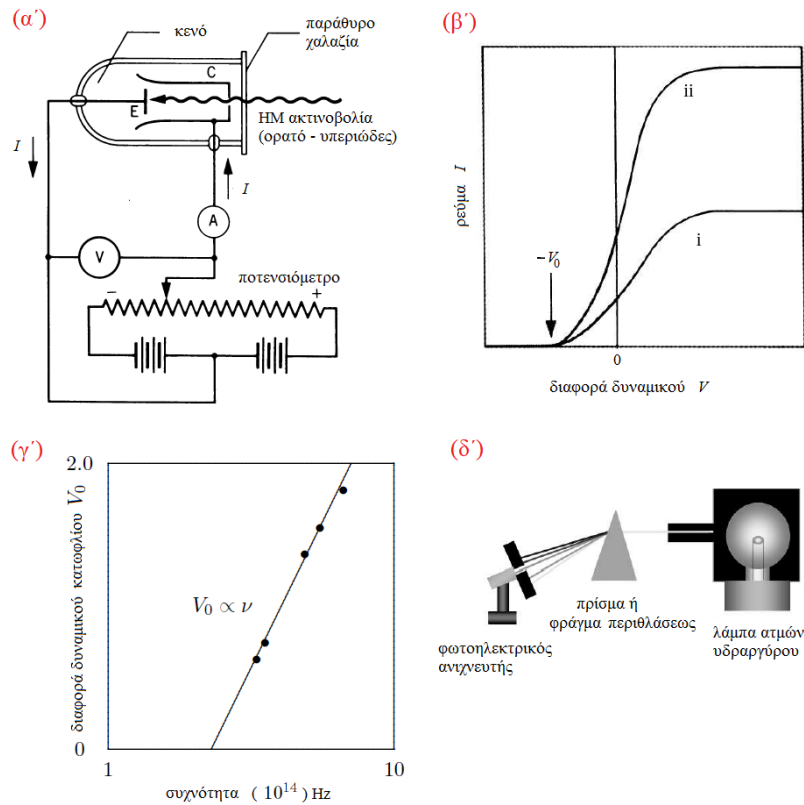 (α΄)
κενό
παράθυρο
χαλαζία
C
E
ΗΜ ακτινοβολία
(ορατό - υπεριώδες)
I
I
A
V
ποτενσιόμετρο
− +
(β΄)
ρεύμα I
ii
i
−V₀
0
διαφορά δυναμικού V
(γ΄)
διαφορά δυναμικού κατωφλίου V₀
2.0
V₀ ∝ ν
0
1 10
συχνότητα ( 10¹⁴) Hz
(δ΄)
φωτοηλεκτρικός
ανιχνευτής
πρίσμα ή
φράγμα περιθλάσεως
λάμπα ατμών
υδραργύρου